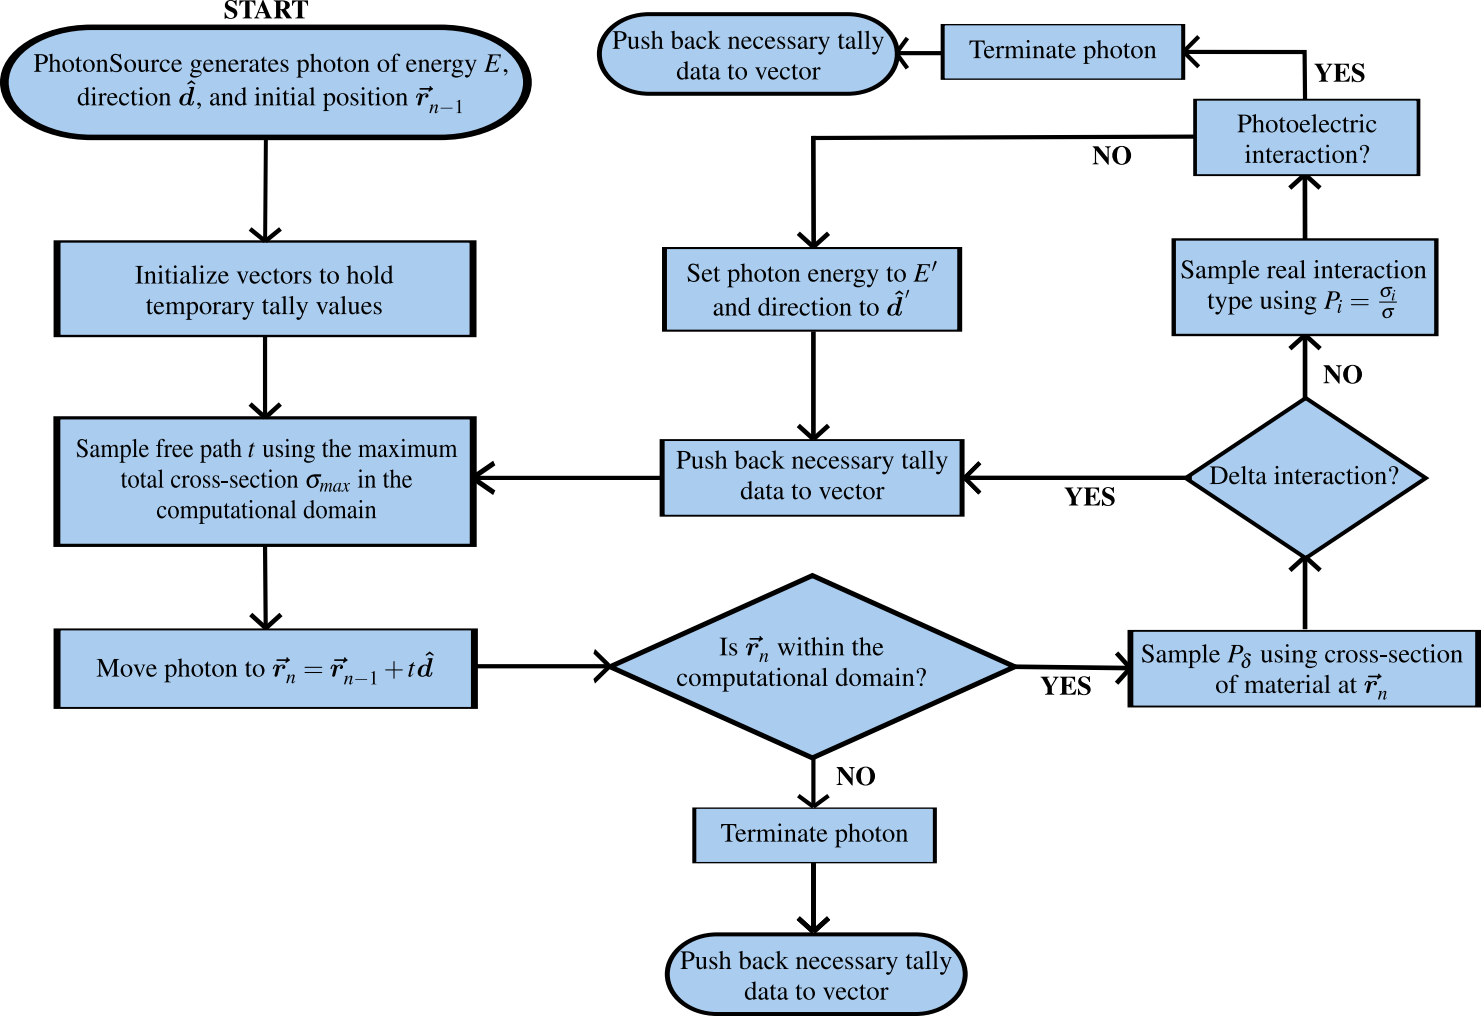 START
PhotonSource generates photon of energy E,
direction d̂, and initial position r⃗ₙ₋₁
Initialize vectors to hold
temporary tally values
Sample free path t using the maximum
total cross-section σₘₐₓ in the
computational domain
Move photon to r⃗ₙ = r⃗ₙ₋₁ + td̂
Is r⃗ₙ within the
computational domain?
NO
Terminate photon
Push back necessary tally
data to vector
YES
Sample P_δ using cross-section
of material at r⃗ₙ
Delta interaction?
YES
Push back necessary tally
data to vector
NO
Sample real interaction
type using Pᵢ = σᵢ/σ
Photoelectric
interaction?
NO
Set photon energy to E′
and direction to d̂′
YES
Terminate photon
Push back necessary tally
data to vector